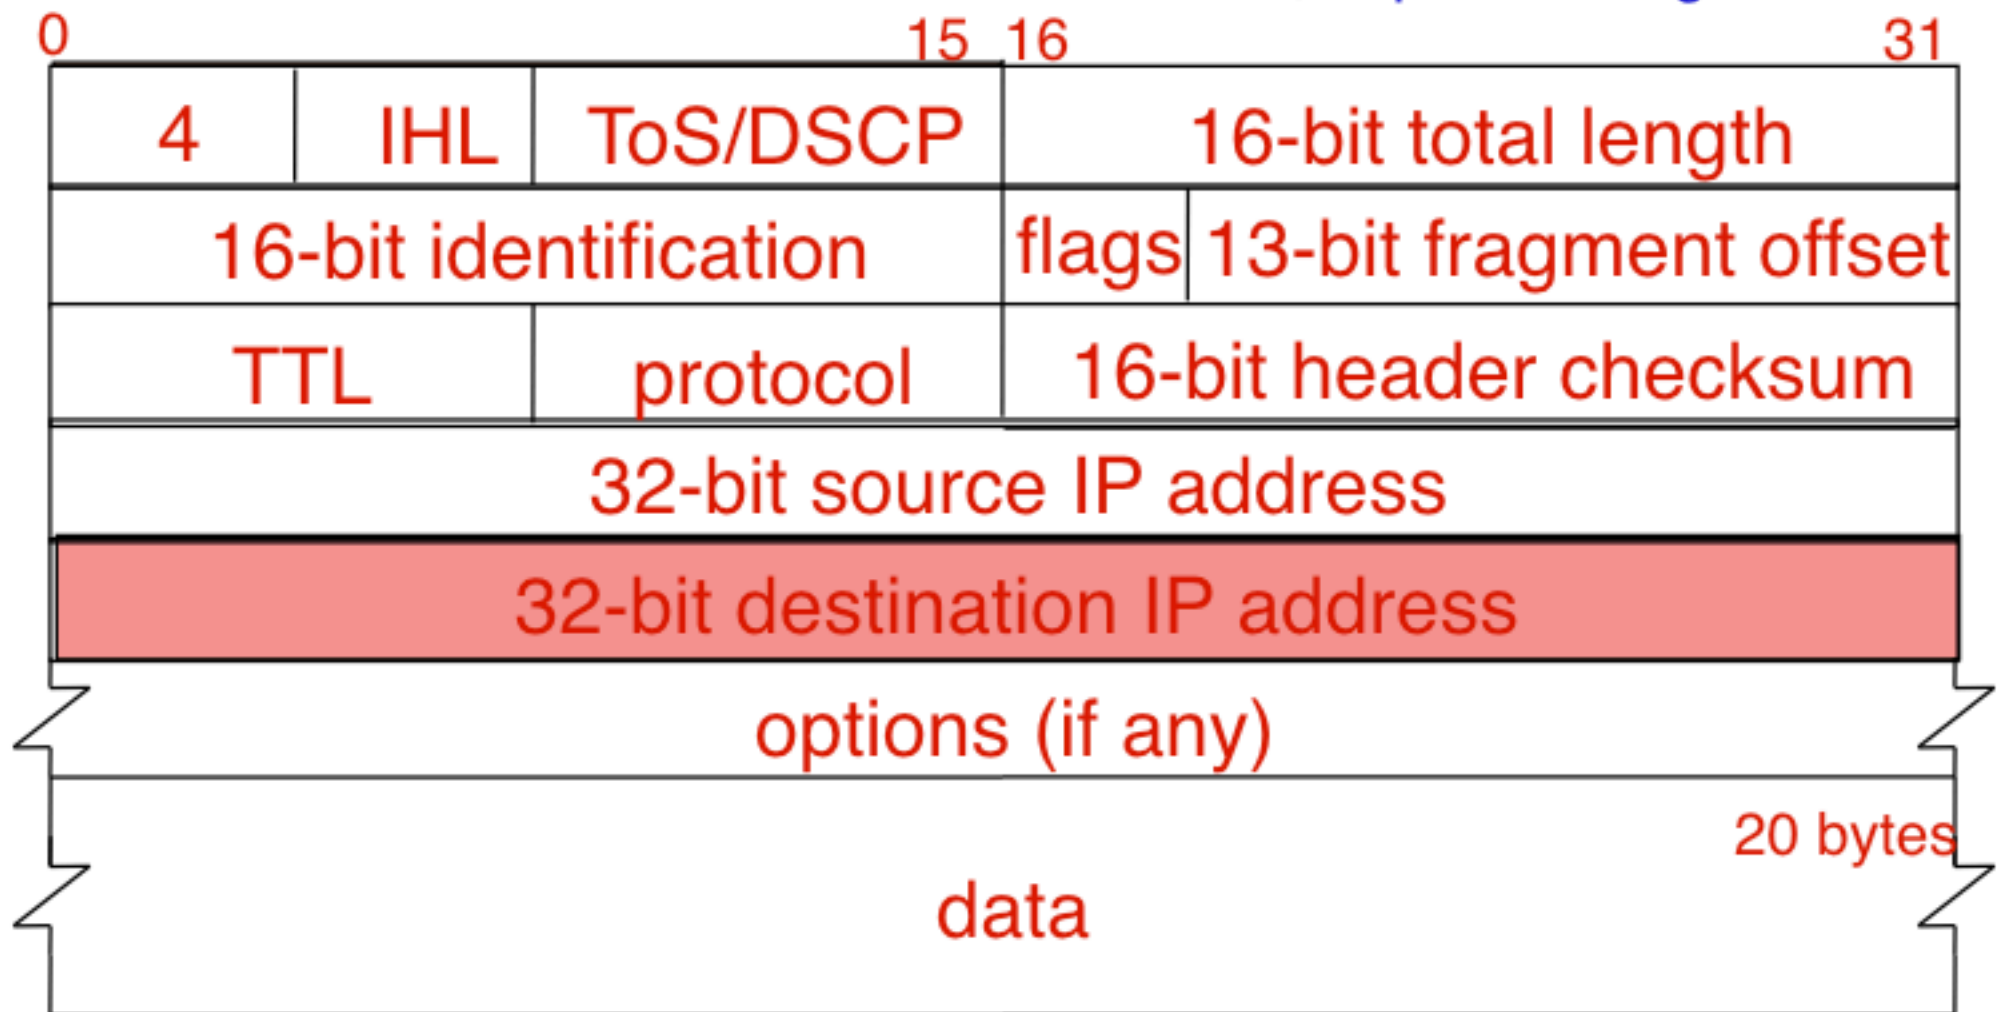 0 15 16 31
4 IHL ToS/DSCP 16-bit total length
16-bit identification flags 13-bit fragment offset
TTL protocol 16-bit header checksum
32-bit source IP address
32-bit destination IP address
options (if any)
20 bytes
data